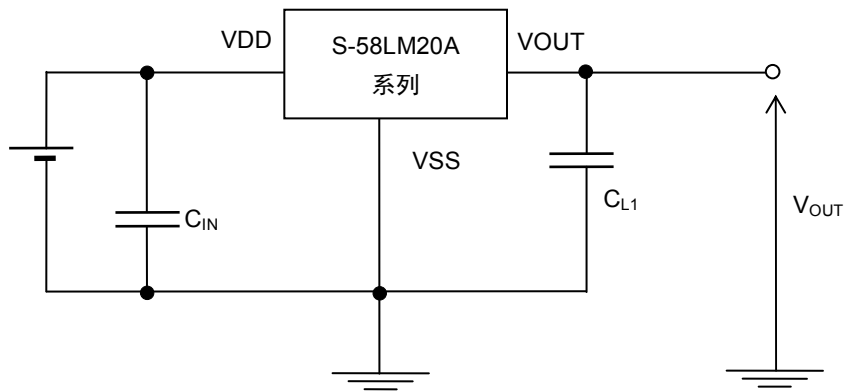 VDD
S-58LM20A
系列
VOUT
VSS
CIN
CL1
VOUT